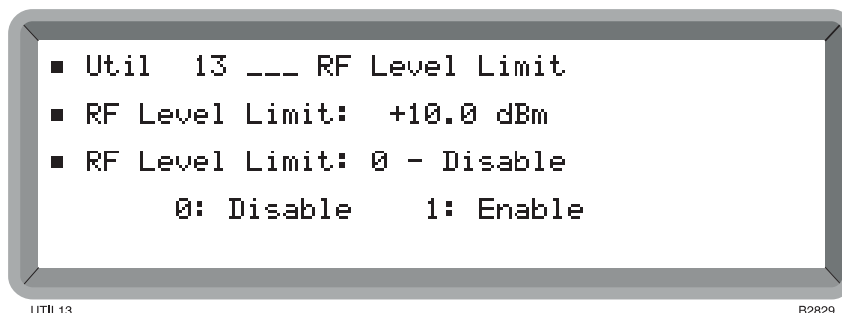 ▪ Util 13 ___ RF Level Limit
▪ RF Level Limit: +10.0 dBm
▪ RF Level Limit: 0 - Disable
0: Disable 1: Enable
UTIL13 B2829